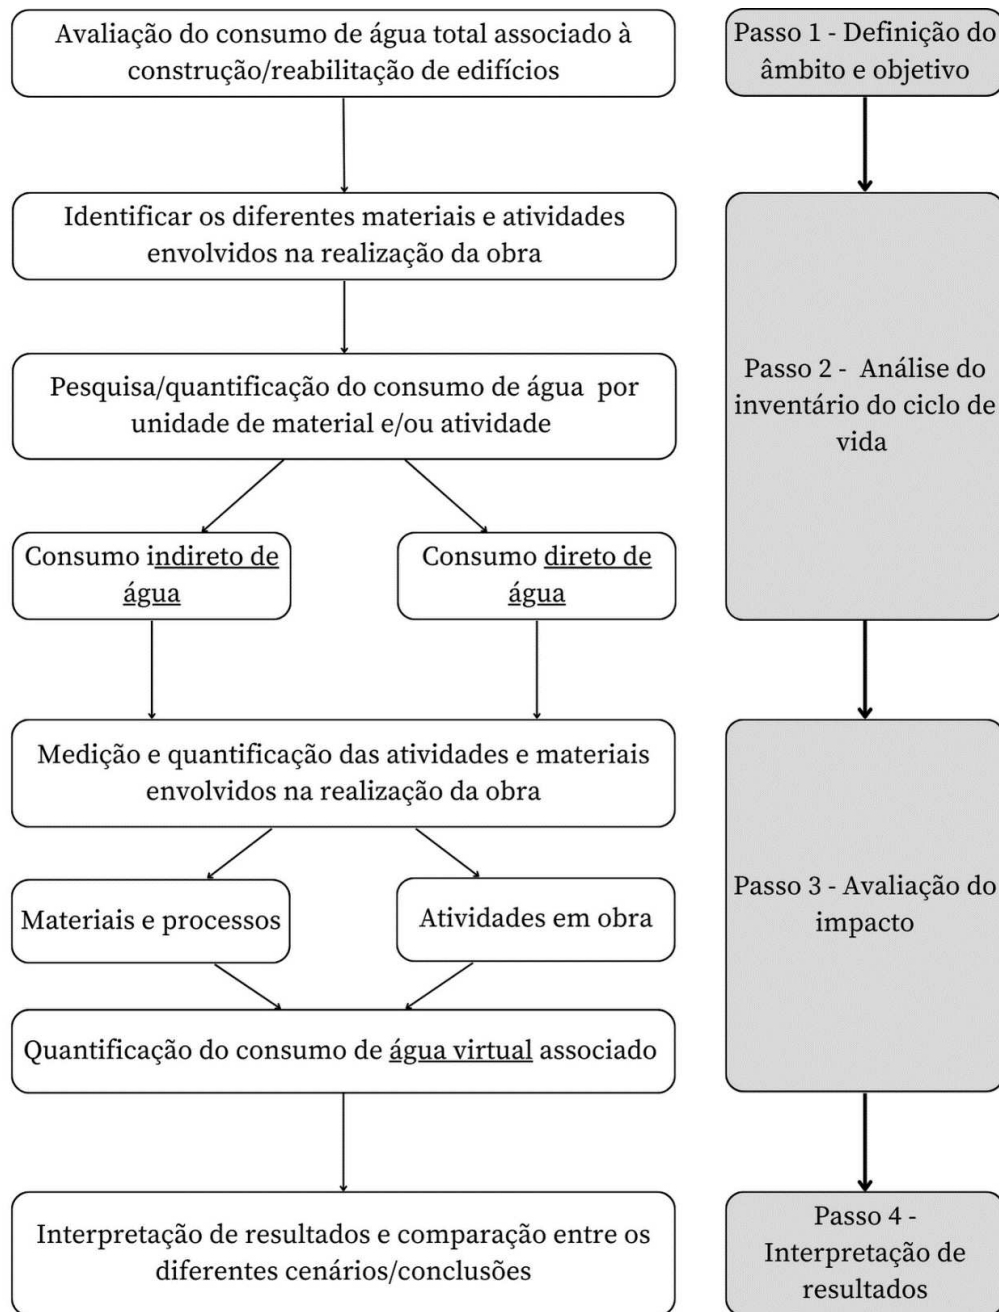 Avaliação do consumo de água total associado à
construção/reabilitação de edifícios
Passo 1 - Definição do
âmbito e objetivo
Identificar os diferentes materiais e atividades
envolvidos na realização da obra
Pesquisa/quantificação do consumo de água por
unidade de material e/ou atividade
Consumo indireto de
água
Consumo direto de
água
Passo 2 - Análise do
inventário do ciclo de
vida
Medição e quantificação das atividades e materiais
envolvidos na realização da obra
Materiais e processos
Atividades em obra
Quantificação do consumo de água virtual associado
Passo 3 - Avaliação do
impacto
Interpretação de resultados e comparação entre os
diferentes cenários/conclusões
Passo 4 -
Interpretação de
resultados